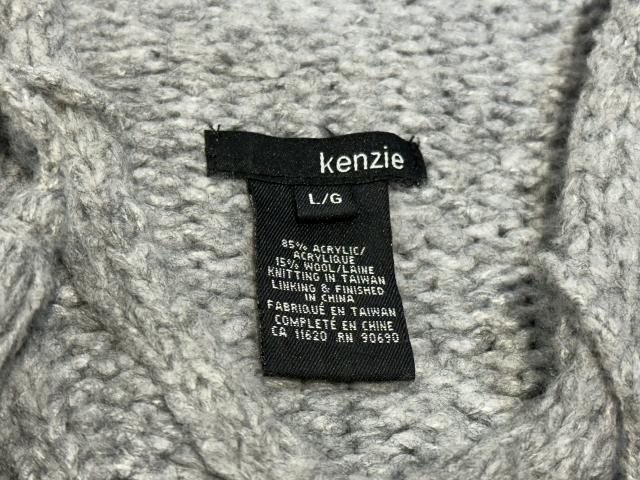 kenzie
L/G
85% ACRYLIC/
ACRYLIQUE
15% WOOL/LAINE
KNITTING IN TAIWAN
LINKING & FINISHED
IN CHINA
FABRIQUÉ EN TAIWAN
COMPLETÉ EN CHINE
CA 11620 RN 90690